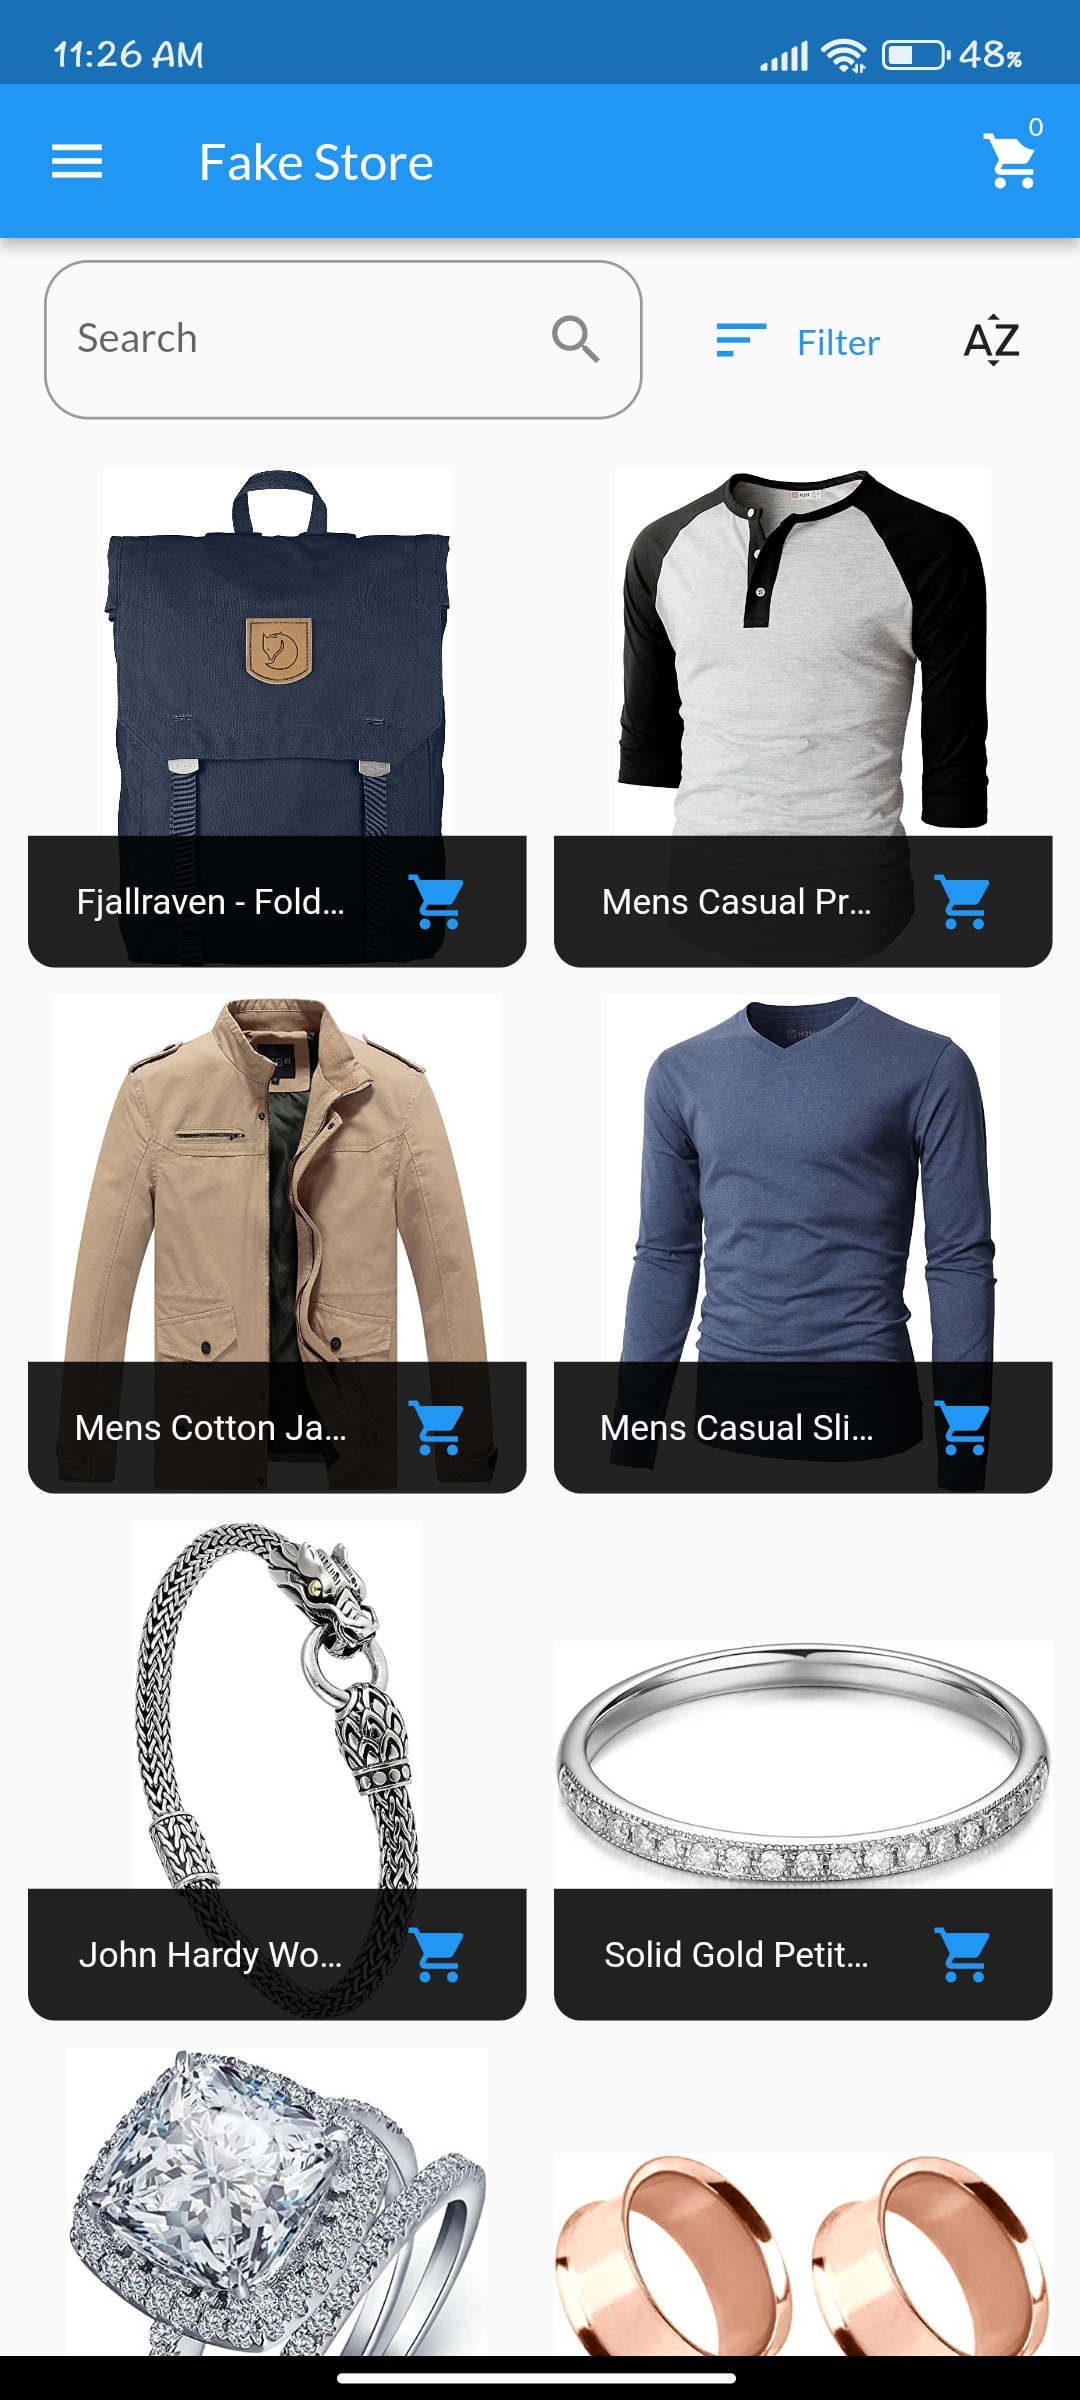 11:26 AM
48%
0
Fake Store
Search
Filter
AZ
Fjallraven - Fold...
Mens Casual Pr...
Mens Cotton Ja...
Mens Casual Sli...
John Hardy Wo...
Solid Gold Petit...